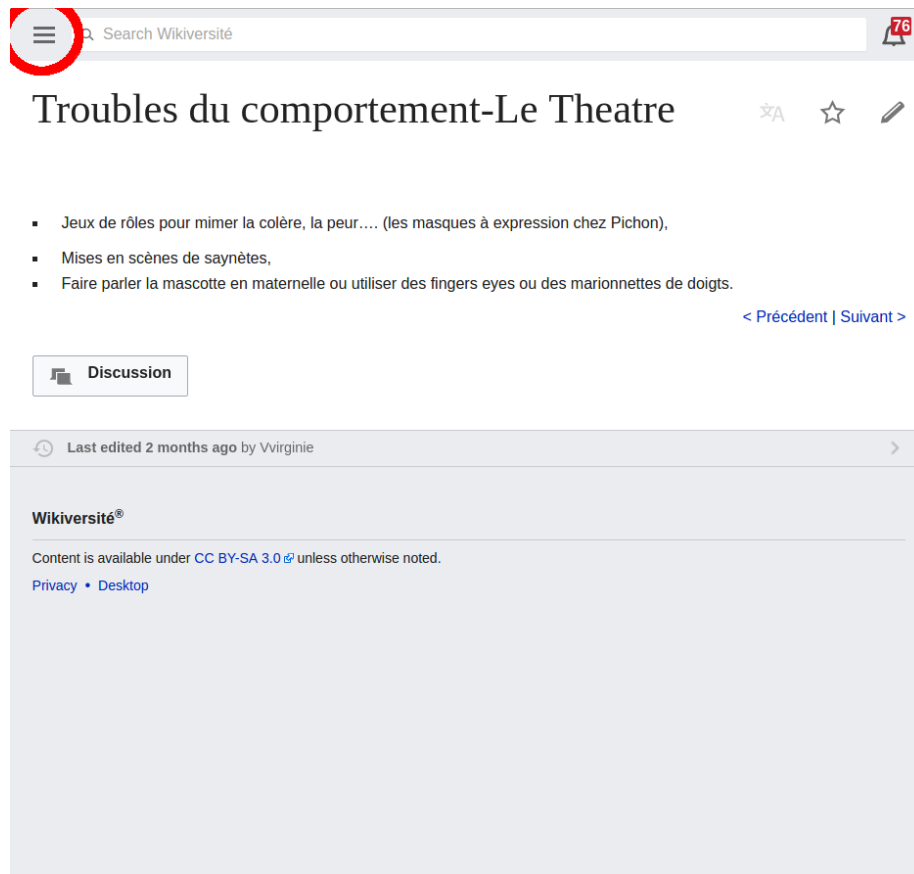 Search Wikiversité
76
Troubles du comportement-Le Theatre
Jeux de rôles pour mimer la colère, la peur…. (les masques à expression chez Pichon),
Mises en scènes de saynètes,
Faire parler la mascotte en maternelle ou utiliser des fingers eyes ou des marionnettes de doigts.
< Précédent | Suivant >
Discussion
Last edited 2 months ago by Vvirginie
Wikiversité®
Content is available under CC BY-SA 3.0 unless otherwise noted.
Privacy • Desktop